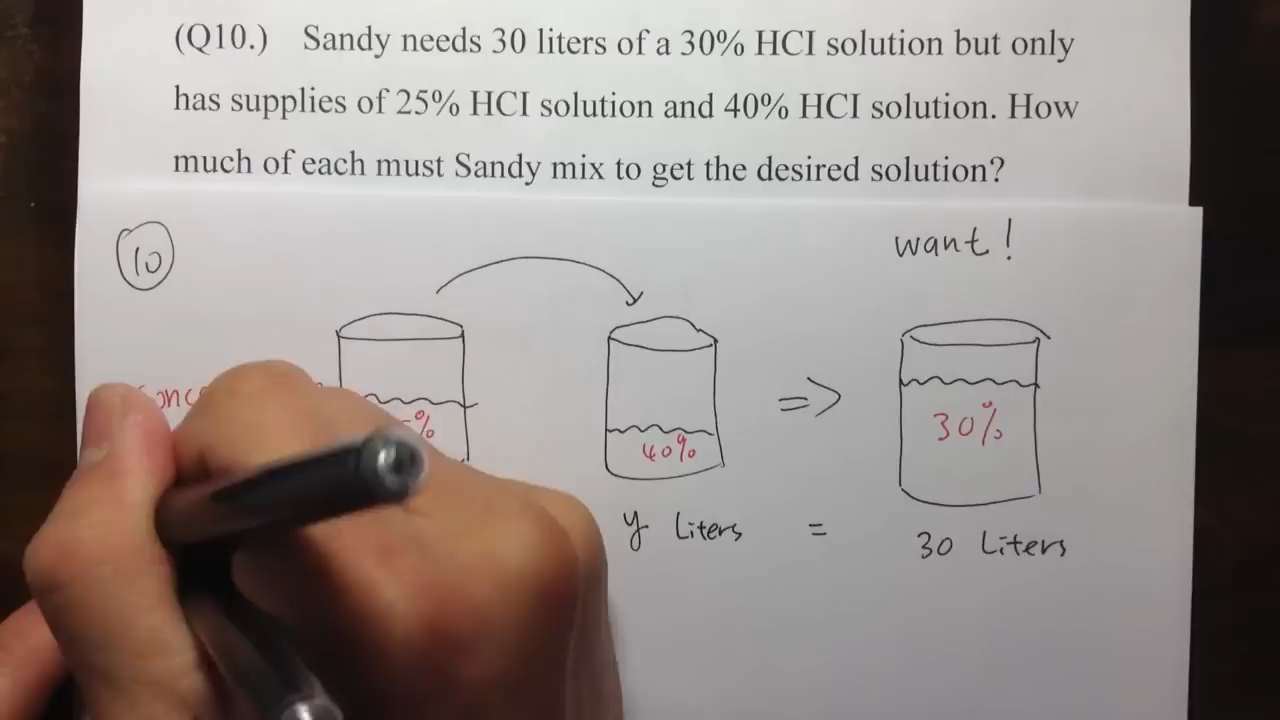 (Q10.) Sandy needs 30 liters of a 30% HCI solution but only
has supplies of 25% HCI solution and 40% HCI solution. How
much of each must Sandy mix to get the desired solution?
10
want!
%
40%
30%
y Liters = 30 Liters
=>